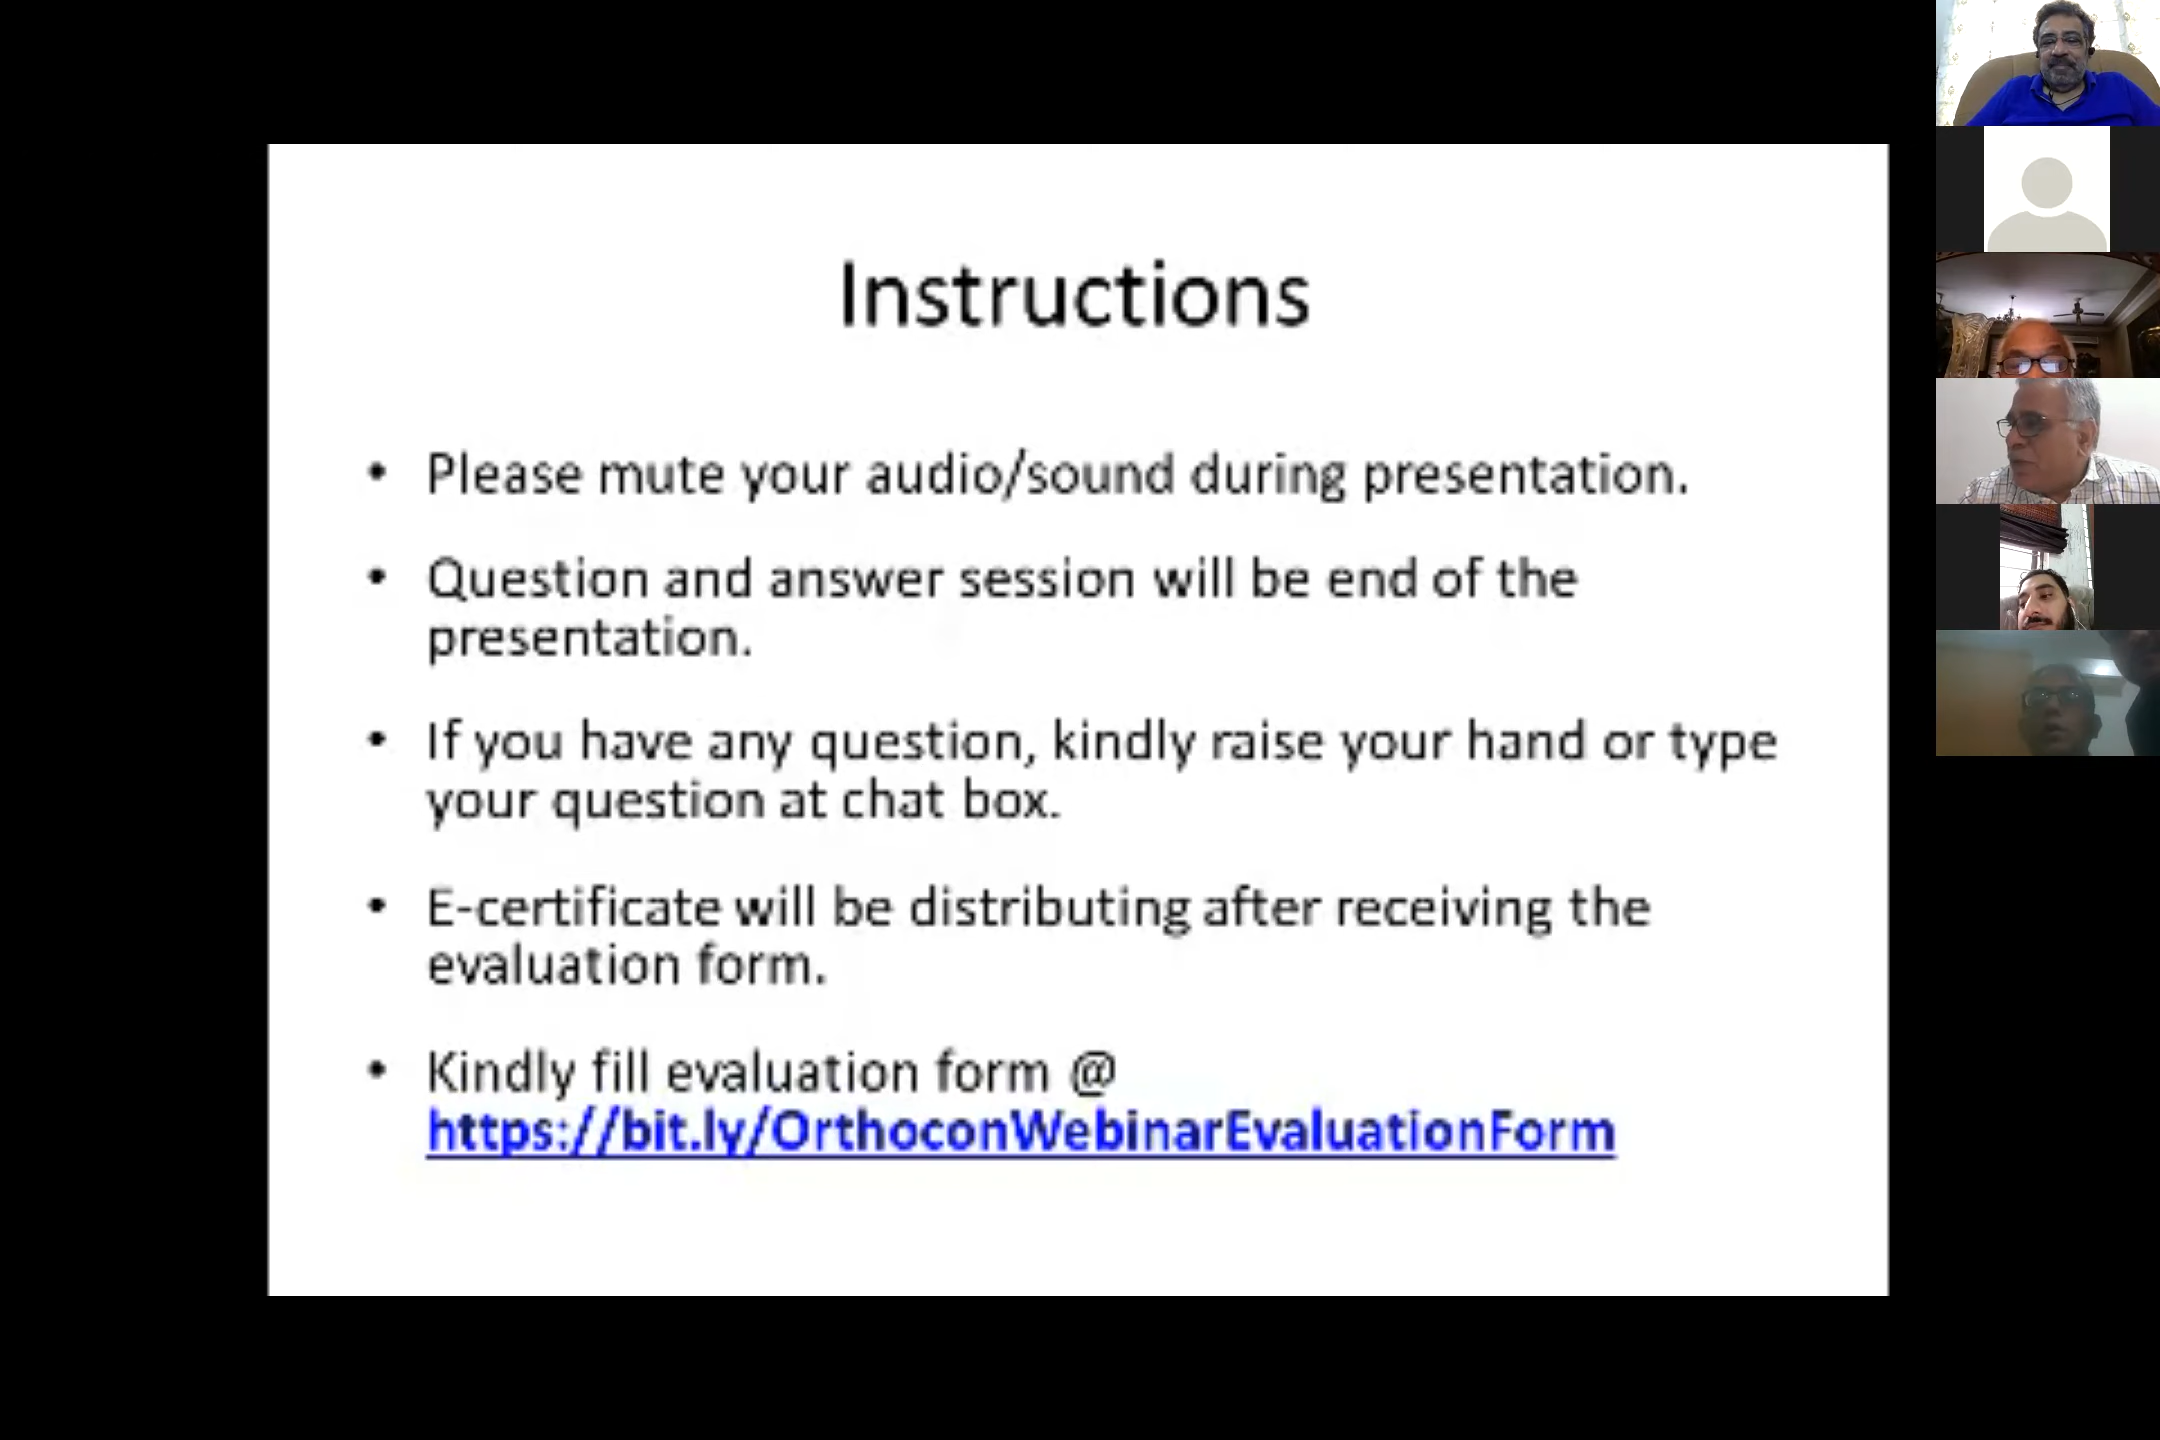 Instructions
• Please mute your audio/sound during presentation.
• Question and answer session will be end of the
presentation.
• If you have any question, kindly raise your hand or type
your question at chat box.
• E-certificate will be distributing after receiving the
evaluation form.
• Kindly fill evaluation form @
https://bit.ly/OrthoconWebinarEvaluationForm